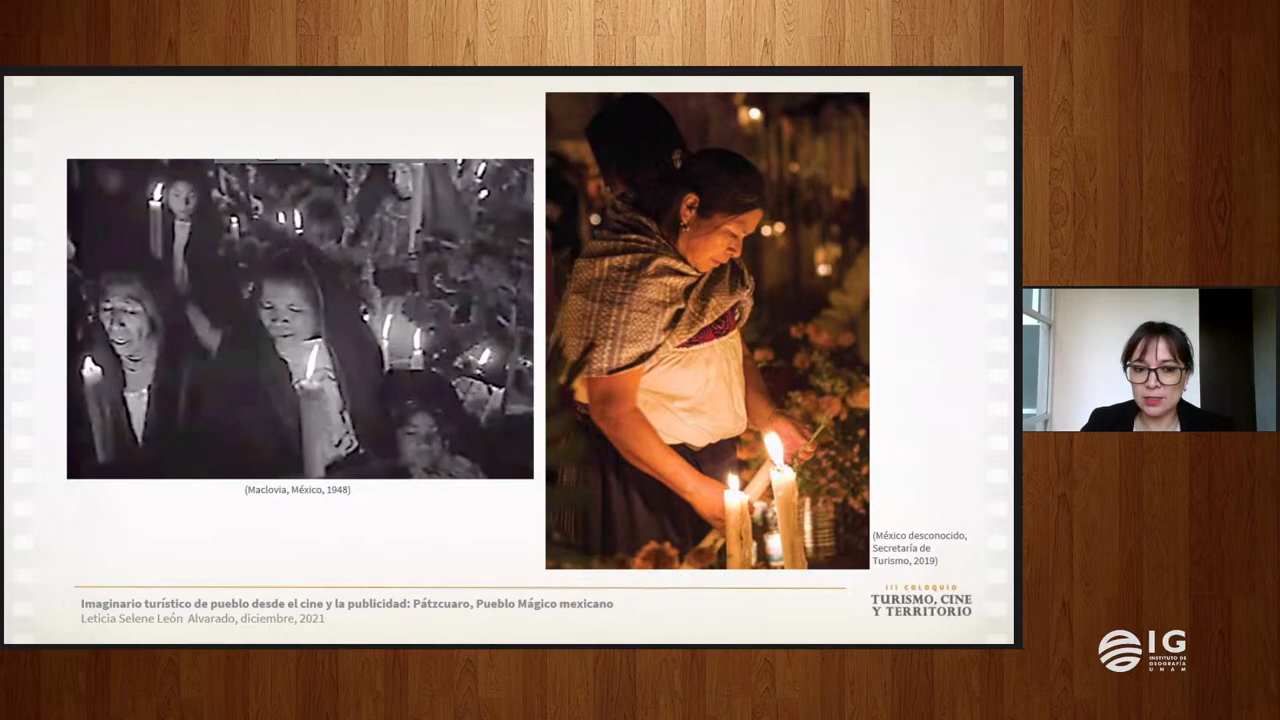 (Maclovia, México, 1948)
(México desconocido,
Secretaría de
Turismo, 2019)
Imaginario turístico de pueblo desde el cine y la publicidad: Pátzcuaro, Pueblo Mágico mexicano
Leticia Selene León Alvarado, diciembre, 2021
III COLOQUIO
TURISMO, CINE
Y TERRITORIO
IG
INSTITUTO DE
GEOGRAFÍA
UNAM